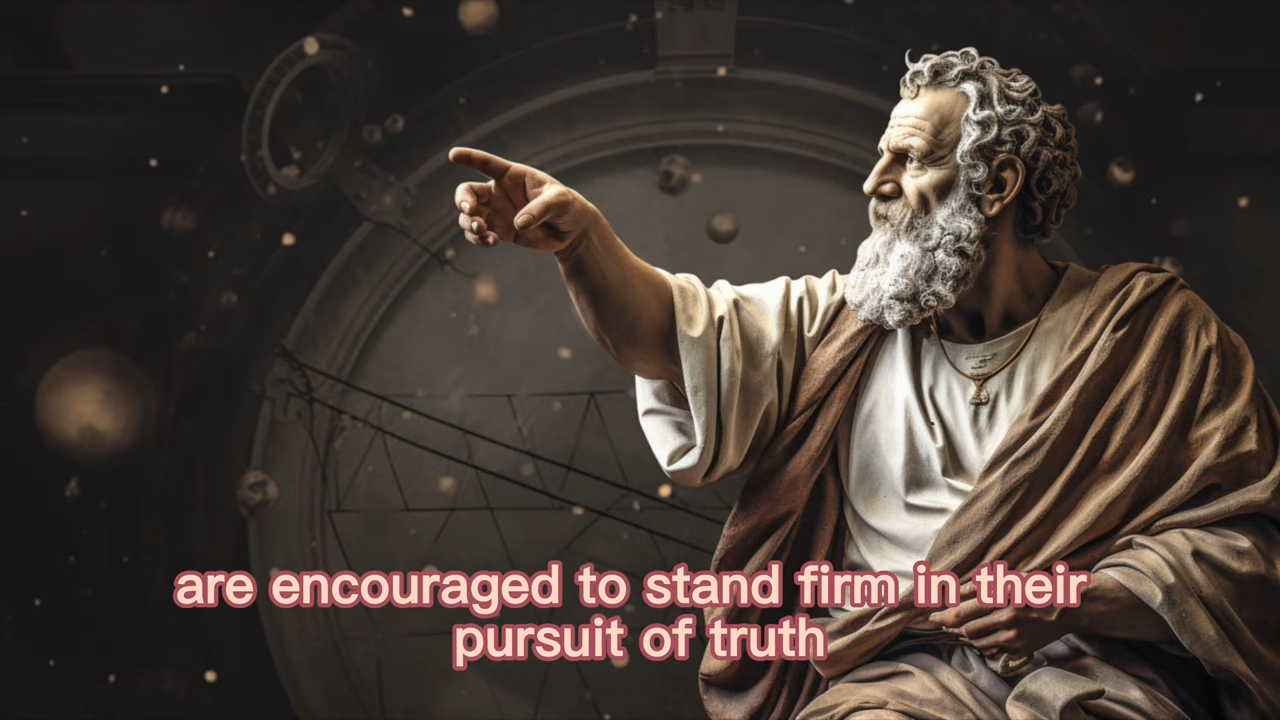 are encouraged to stand firm in their
pursuit of truth